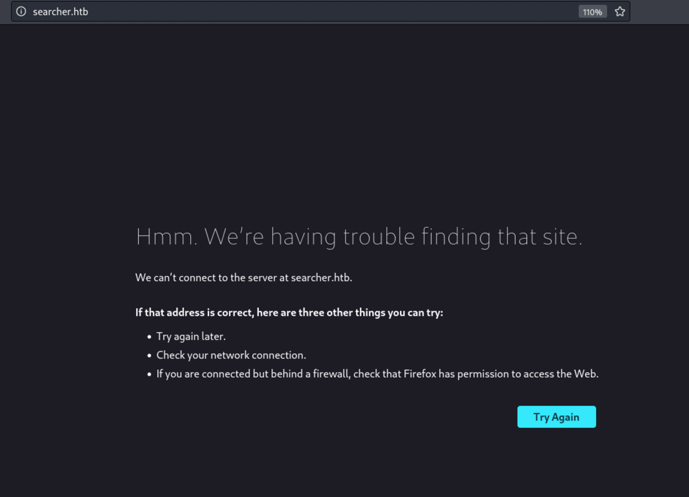 searcher.htb 110%
Hmm. We're having trouble finding that site.
We can't connect to the server at searcher.htb.
If that address is correct, here are three other things you can try:
• Try again later.
• Check your network connection.
• If you are connected but behind a firewall, check that Firefox has permission to access the Web.
Try Again